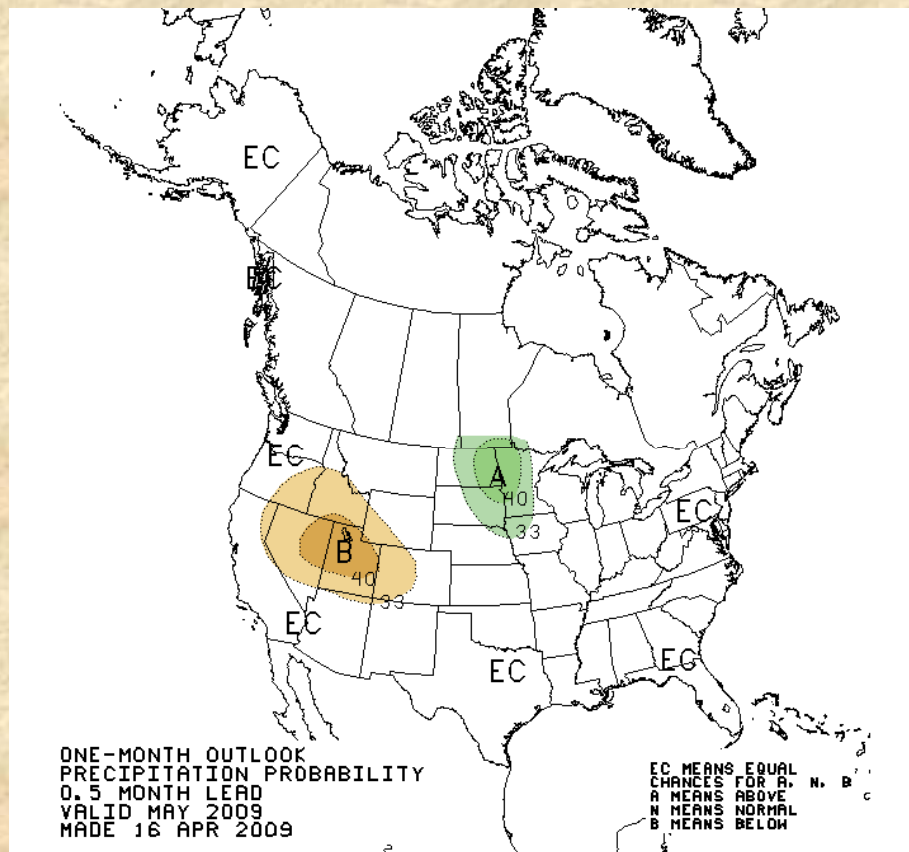 EC
EC
EC
A
40
33
EC
B
40
33
EC
EC
EC
ONE-MONTH OUTLOOK
PRECIPITATION PROBABILITY
0.5 MONTH LEAD
VALID MAY 2009
MADE 16 APR 2009
EC MEANS EQUAL
CHANCES FOR A, N, B
A MEANS ABOVE
N MEANS NORMAL
B MEANS BELOW